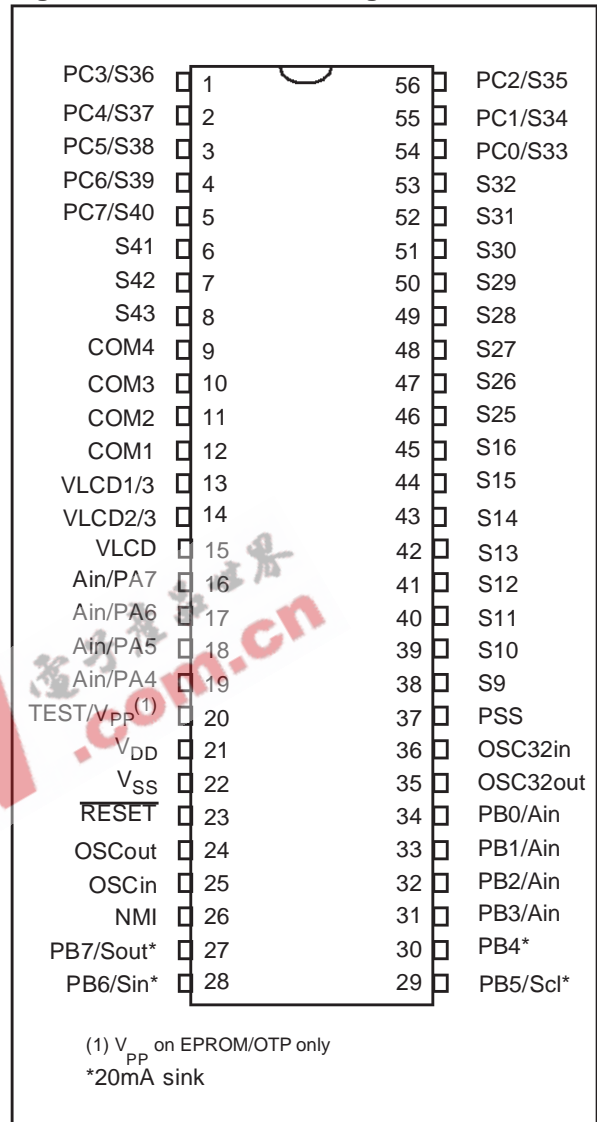 PC3/S36 1 56 PC2/S35
PC4/S37 2 55 PC1/S34
PC5/S38 3 54 PC0/S33
PC6/S39 4 53 S32
PC7/S40 5 52 S31
S41 6 51 S30
S42 7 50 S29
S43 8 49 S28
COM4 9 48 S27
COM3 10 47 S26
COM2 11 46 S25
COM1 12 45 S16
VLCD1/3 13 44 S15
VLCD2/3 14 43 S14
VLCD 15 42 S13
Ain/PA7 16 41 S12
Ain/PA6 17 40 S11
Ain/PA5 18 39 S10
Ain/PA4 19 38 S9
TEST/VPP(1) 20 37 PSS
VDD 21 36 OSC32in
VSS 22 35 OSC32out
RESET 23 34 PB0/Ain
OSCout 24 33 PB1/Ain
OSCin 25 32 PB2/Ain
NMI 26 31 PB3/Ain
PB7/Sout* 27 30 PB4*
PB6/Sin* 28 29 PB5/Scl*
(1) VPP on EPROM/OTP only
*20mA sink
.com.cn